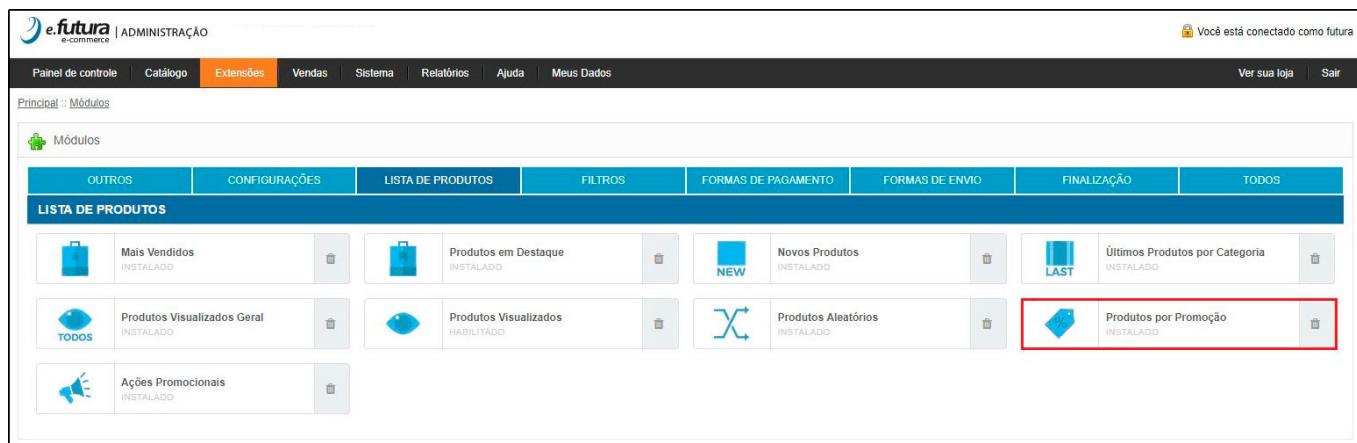 e.futura e-commerce | ADMINISTRAÇÃO Você está conectado como futura
Painel de controle Catálogo Extensões Vendas Sistema Relatórios Ajuda Meus Dados Ver sua loja Sair
Principal :: Módulos
Módulos
OUTROS CONFIGURAÇÕES LISTA DE PRODUTOS FILTROS FORMAS DE PAGAMENTO FORMAS DE ENVIO FINALIZAÇÃO TODOS
LISTA DE PRODUTOS
Mais Vendidos
INSTALADO
Produtos em Destaque
INSTALADO
NEW
Novos Produtos
INSTALADO
LAST
Últimos Produtos por Categoria
INSTALADO
TODOS
Produtos Visualizados Geral
INSTALADO
Produtos Visualizados
HABILITADO
Produtos Aleatórios
INSTALADO
%
Produtos por Promoção
INSTALADO
Ações Promocionais
INSTALADO